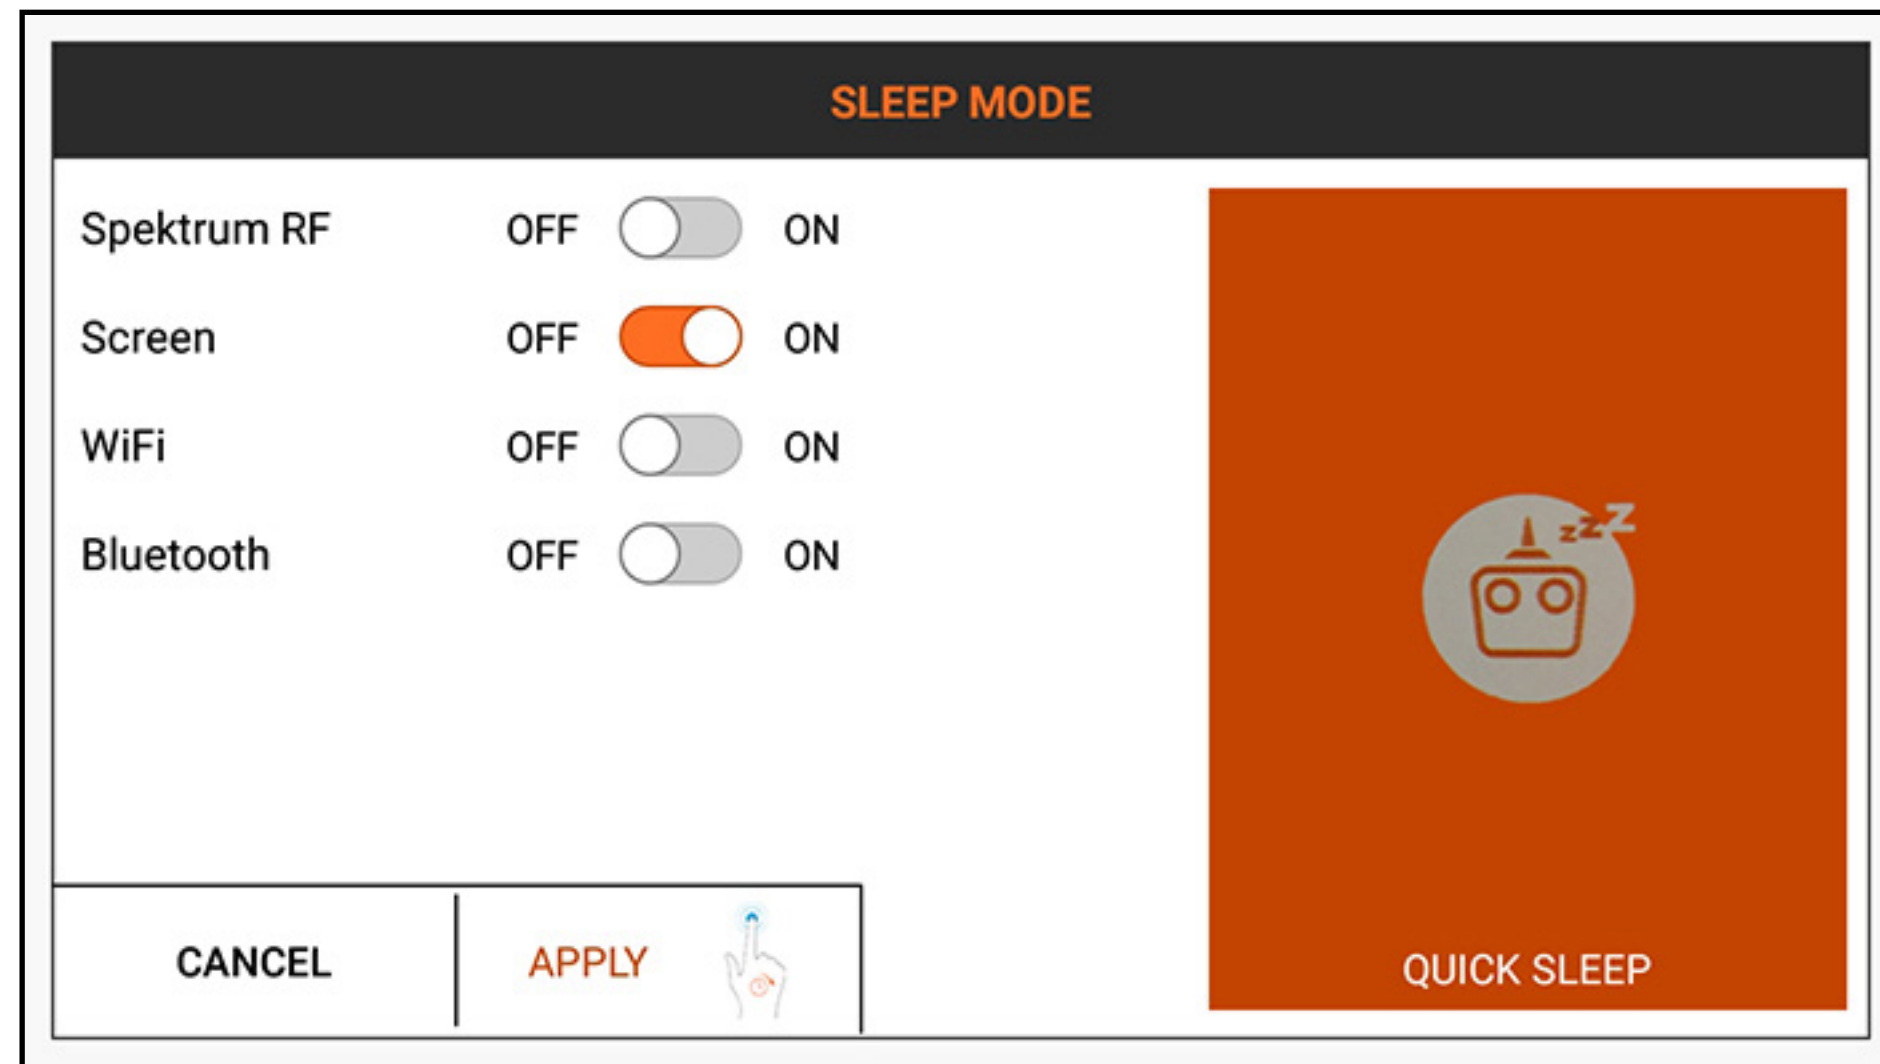 SLEEP MODE
Spektrum RF OFF ON
Screen OFF ON
WiFi OFF ON
Bluetooth OFF ON
zzZ
CANCEL APPLY
QUICK SLEEP